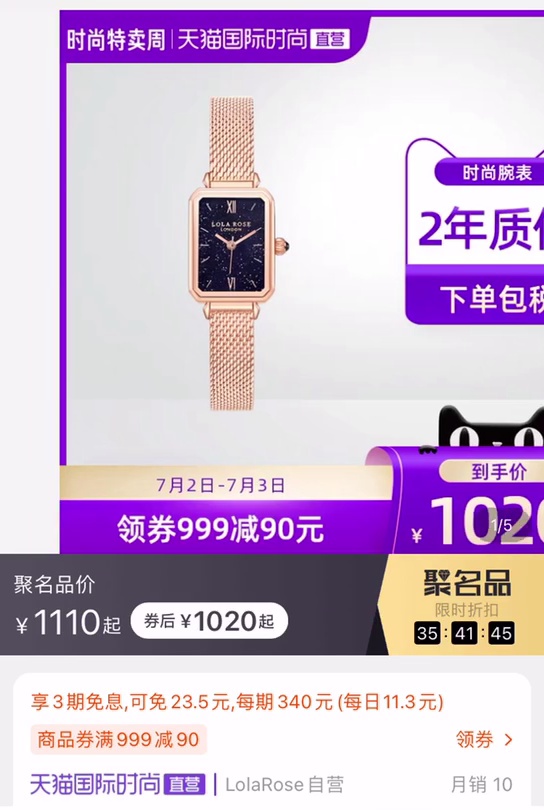 时尚特卖周|天猫国际时尚 直营
时尚腕表
2年质
下单包税
XII
LOLA ROSE
LONDON
VI
到手价
7月2日-7月3日
领券999减90元
¥1020
1/5
聚名品价
¥1110起 券后¥1020起
聚名品
限时折扣
35:41:45
享3期免息,可免23.5元,每期340元(每日11.3元)
商品券满999减90
领券 >
天猫国际时尚 直营 | LolaRose自营
月销 10